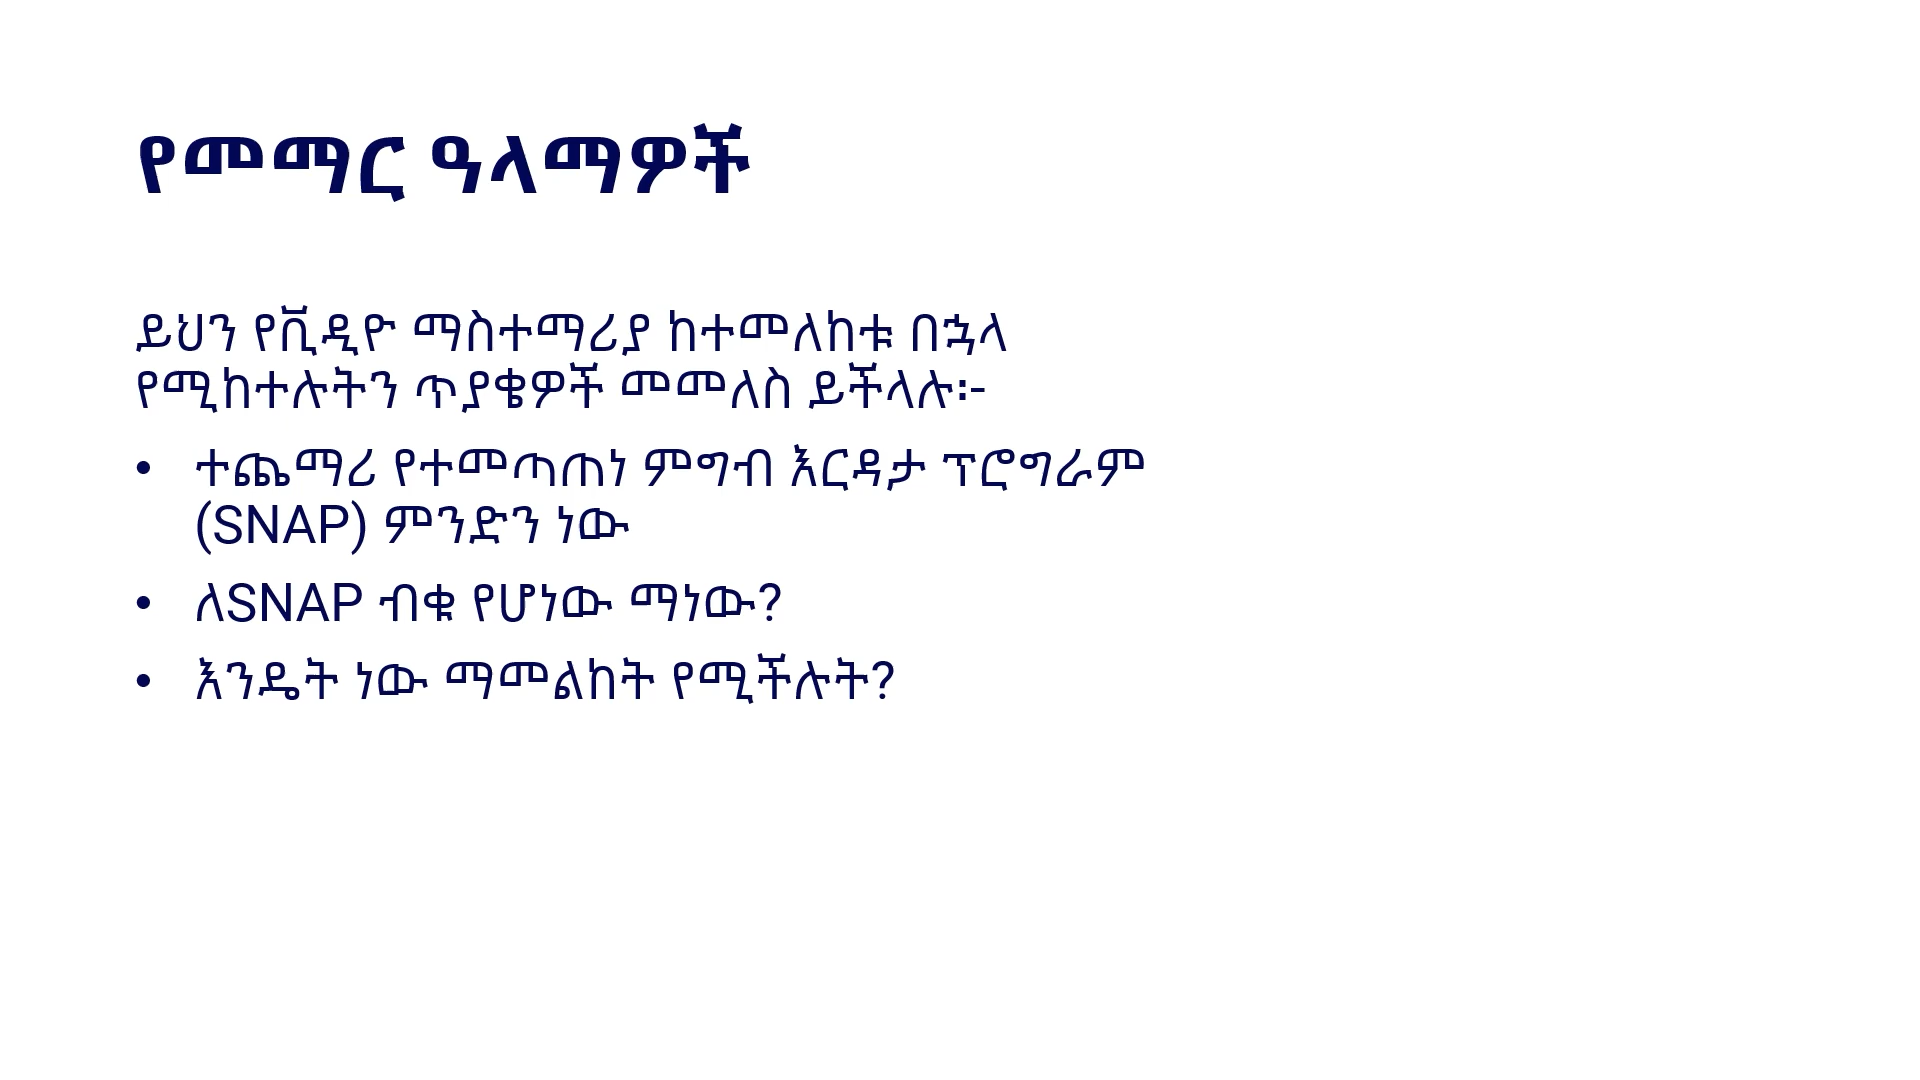 የመማር ዓላማዎች
ይህን የቪዲዮ ማስተማሪያ ከተመለከቱ በኋላ
የሚከተሉትን ጥያቄዎች መመለስ ይችላሉ፡-
• ተጨማሪ የተመጣጠነ ምግብ እርዳታ ፕሮግራም
(SNAP) ምንድን ነው
• ለSNAP ብቁ የሆነው ማነው?
• እንዴት ነው ማመልከት የሚችሉት?